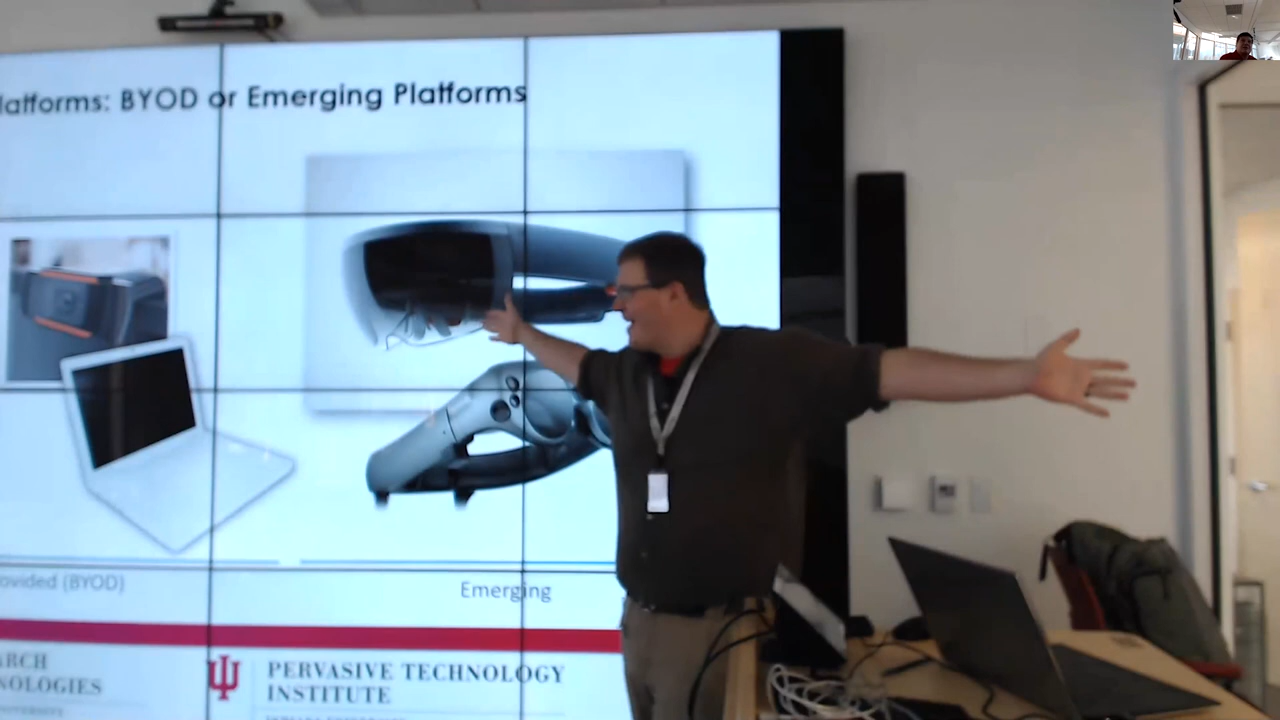 latforms: BYOD or Emerging Platforms
ovided (BYOD)
Emerging
ARCH
NOLOGIES
PERVASIVE TECHNOLOGY
INSTITUTE